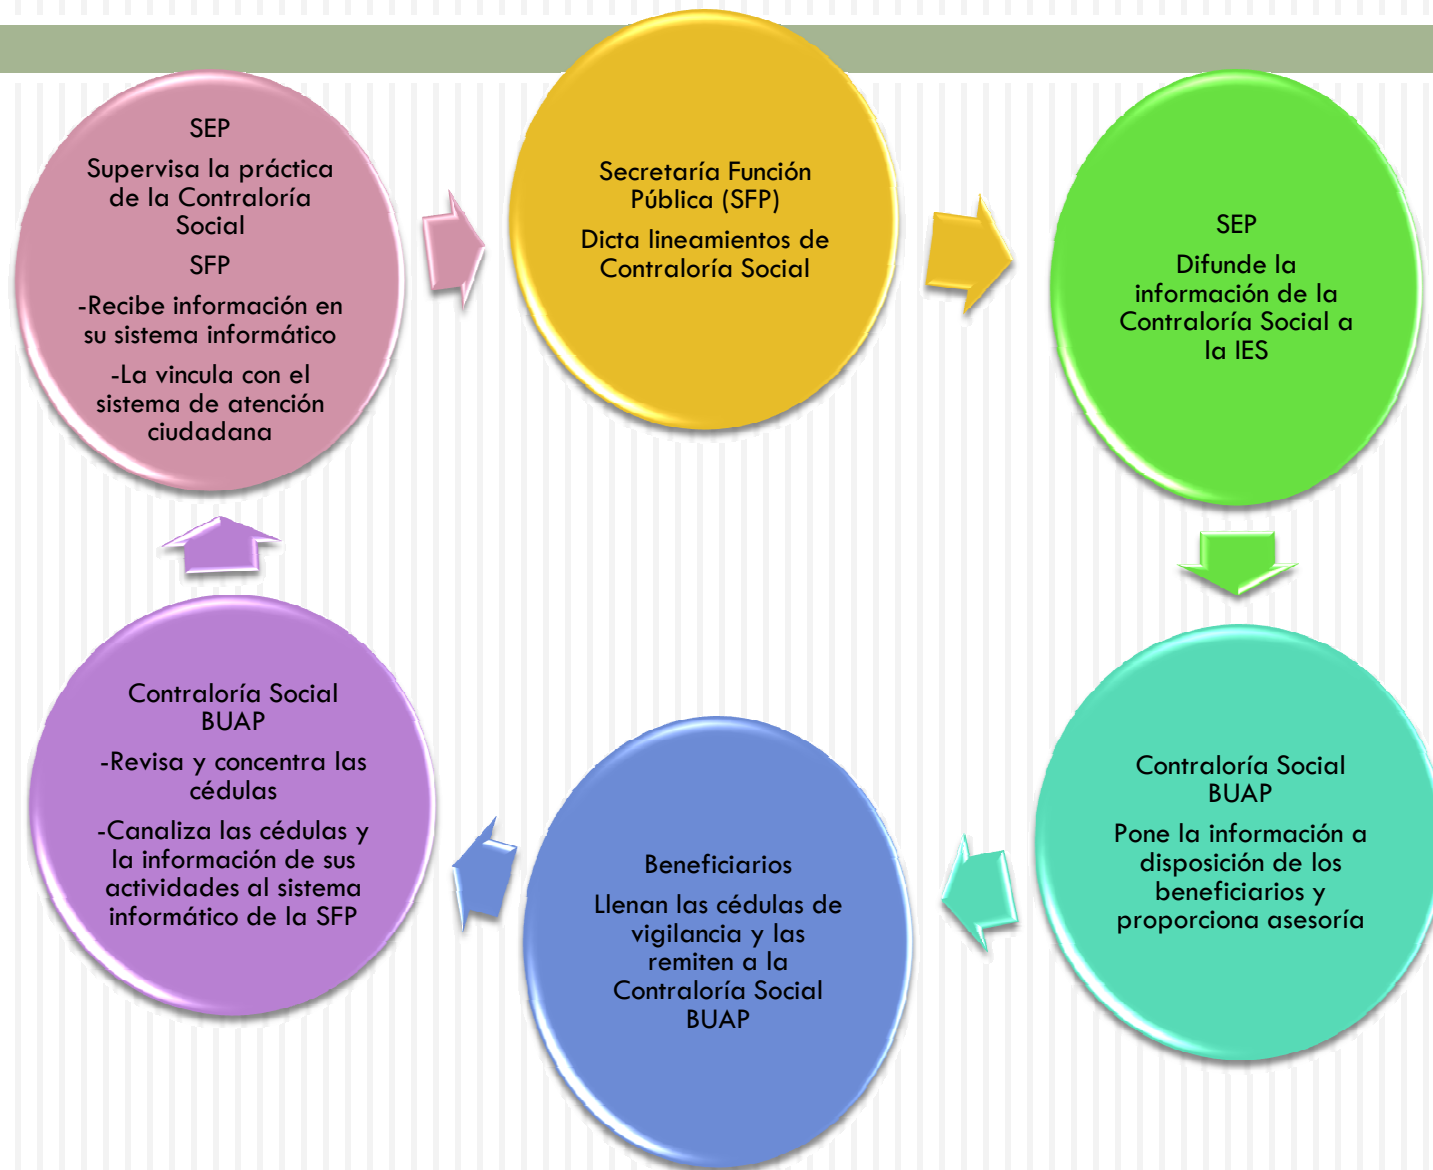 SEP
Supervisa la práctica
de la Contraloría
Social
SFP
-Recibe información en
su sistema informático
-La vincula con el
sistema de atención
ciudadana
Secretaría Función
Pública (SFP)
Dicta lineamientos de
Contraloría Social
SEP
Difunde la
información de la
Contraloría Social a
la IES
Contraloría Social
BUAP
Pone la información a
disposición de los
beneficiarios y
proporciona asesoría
Beneficiarios
Llenan las cédulas de
vigilancia y las
remiten a la
Contraloría Social
BUAP
Contraloría Social
BUAP
-Revisa y concentra las
cédulas
-Canaliza las cédulas y
la información de sus
actividades al sistema
informático de la SFP